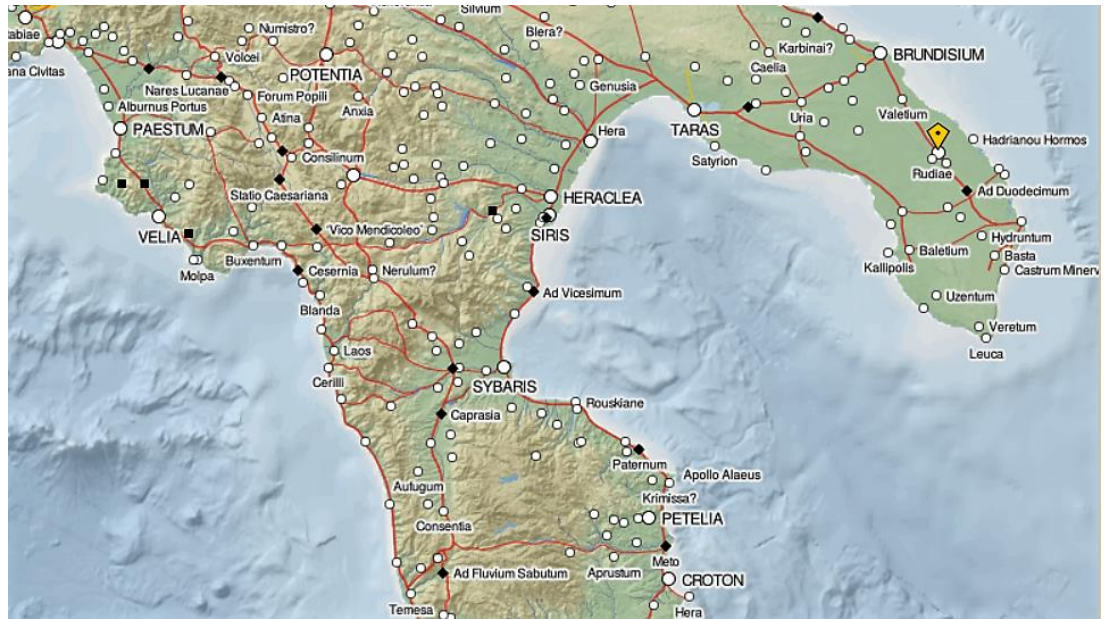 Silvium
Numistro?
Blera?
abiae
Volcei
Karbinai?
BRUNDISIUM
ana Civitas
POTENTIA
Caelia
Nares Lucanae
Forum Popili
Genusia
Alburnus Portus
Anxia
Valetium
Atina
Uria
PAESTUM
TARAS
Hera
Hadrianou Hormos
Consilinum
Satyrion
Rudiae
Statio Caesariana
HERACLEA
Ad Duodecimum
'Vico Mendicoleo'
VELIA
SIRIS
Hydruntum
Baletium
Buxentum
Basta
Molpa
Cesernia
Nerulum?
Kallipolis
Castrum Minerv
Ad Vicesimum
Uzentum
Blanda
Veretum
Laos
Leuca
Cerilli
SYBARIS
Rouskiane
Caprasia
Paternum
Apollo Alaeus
Aufugum
Krimissa?
PETELIA
Consentia
Meto
Ad Fluvium Sabutum
Aprustum
CROTON
Temesa
Hera